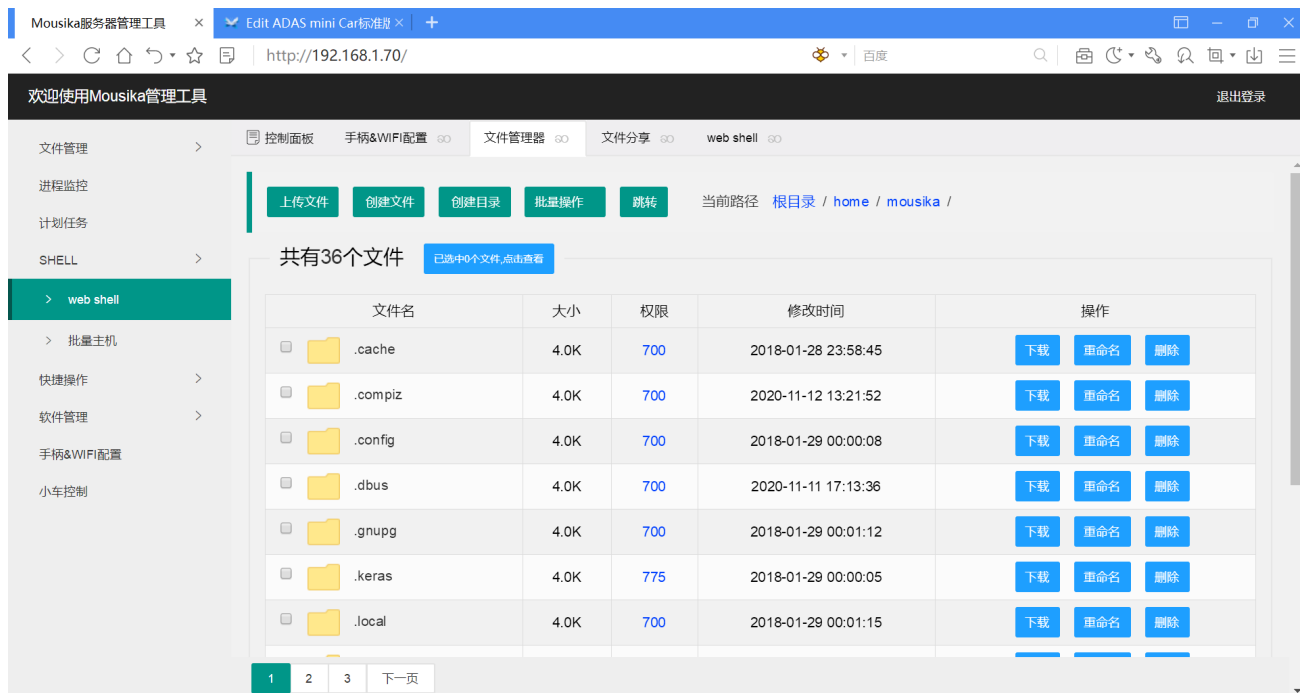 Mousika服务器管理工具
Edit ADAS mini Car标准版
http://192.168.1.70/
百度
欢迎使用Mousika管理工具
退出登录
文件管理
进程监控
计划任务
SHELL
web shell
批量主机
快捷操作
软件管理
手柄&WIFI配置
小车控制
控制面板 手柄&WIFI配置 文件管理器 文件分享 web shell
上传文件 创建文件 创建目录 批量操作 跳转 当前路径 根目录 / home / mousika /
共有36个文件 已选中0个文件,点击查看
文件名 大小 权限 修改时间 操作
.cache 4.0K 700 2018-01-28 23:58:45 下载 重命名 删除
.compiz 4.0K 700 2020-11-12 13:21:52 下载 重命名 删除
.config 4.0K 700 2018-01-29 00:00:08 下载 重命名 删除
.dbus 4.0K 700 2020-11-11 17:13:36 下载 重命名 删除
.gnupg 4.0K 700 2018-01-29 00:01:12 下载 重命名 删除
.keras 4.0K 775 2018-01-29 00:00:05 下载 重命名 删除
.local 4.0K 700 2018-01-29 00:01:15 下载 重命名 删除
1 2 3 下一页